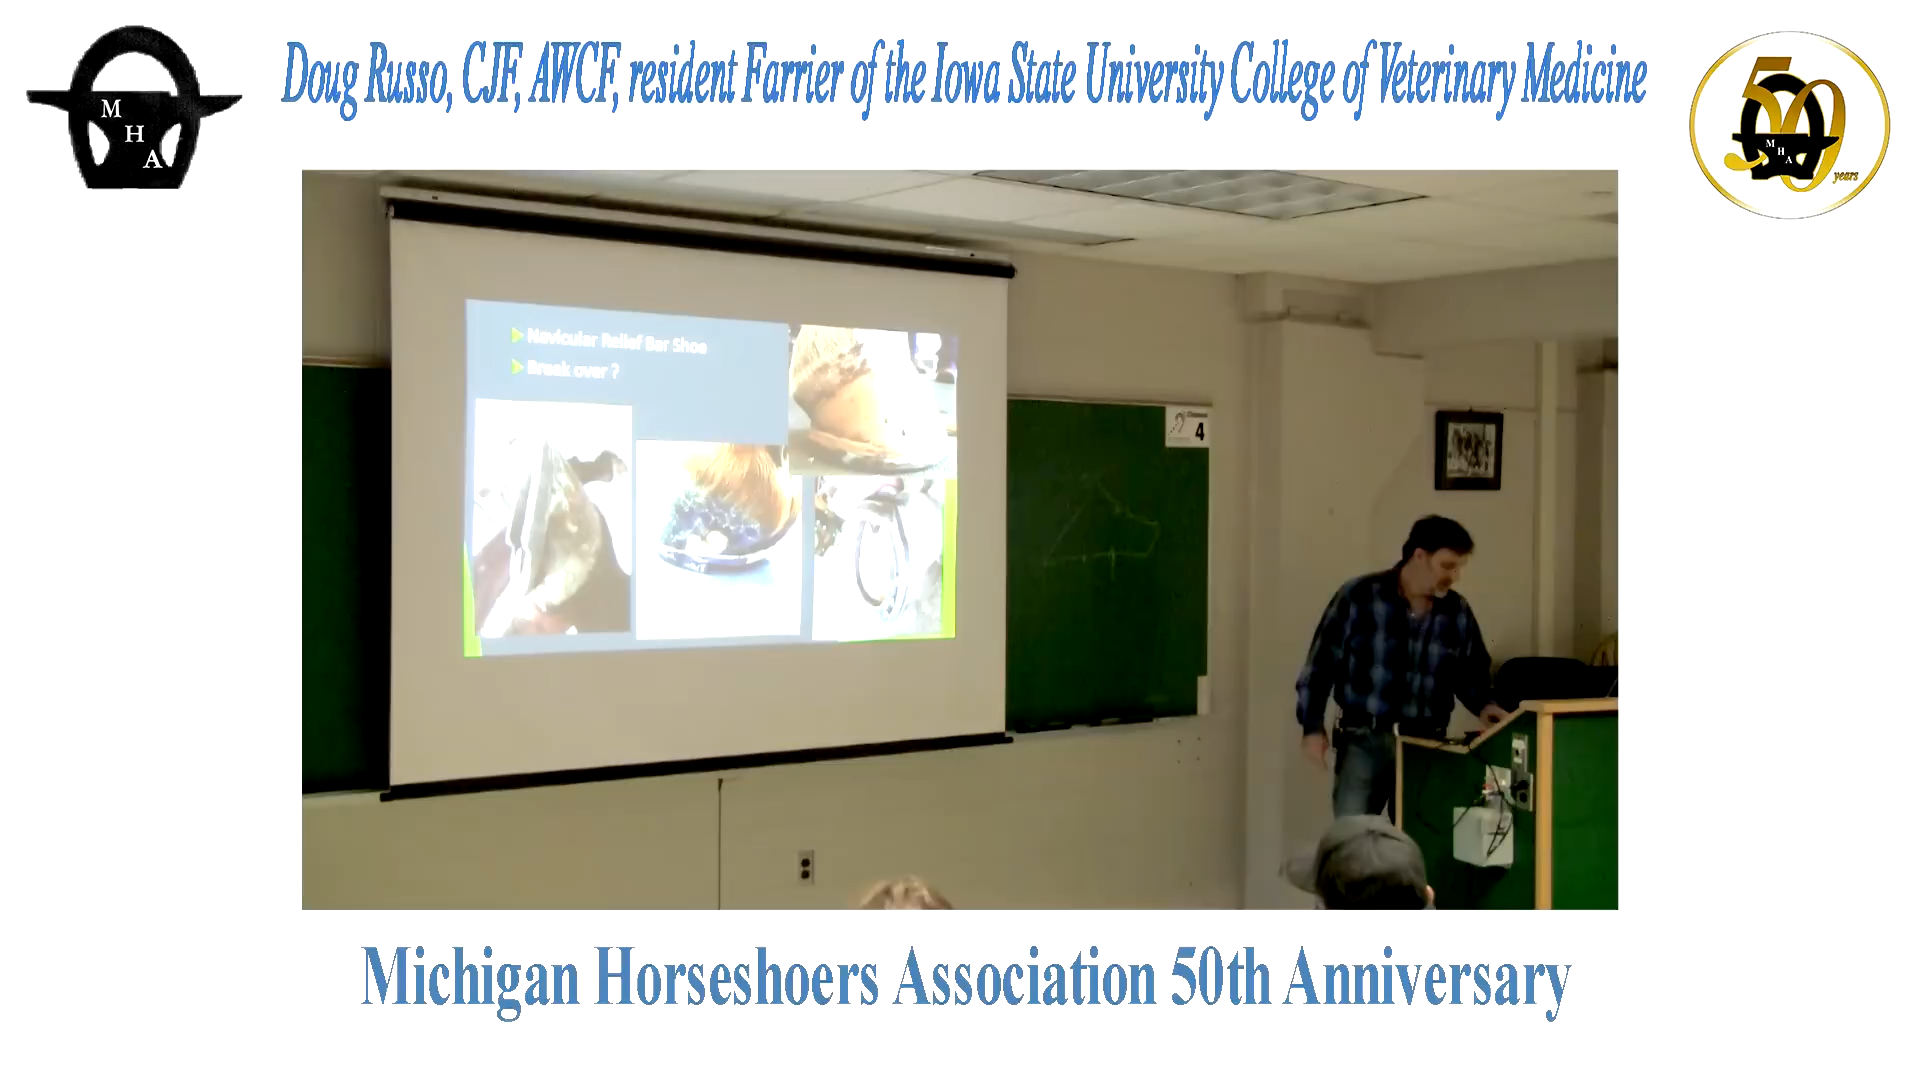 M
H
A
Doug Russo, CJF, AWCF, resident Farrier of the Iowa State University College of Veterinary Medicine
50
M
H
A
years
Navicular Relief Bar Shoe
Break over ?
4
Michigan Horseshoers Association 50th Anniversary